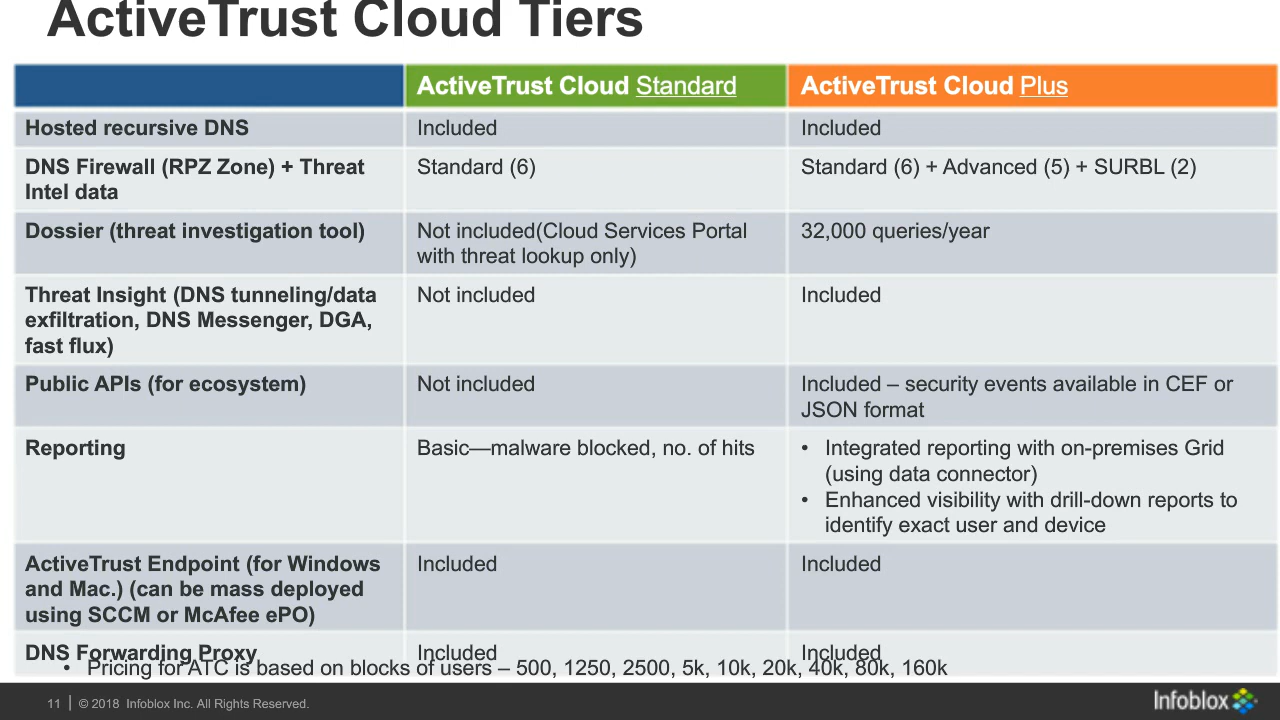 ActiveTrust Cloud Tiers
ActiveTrust Cloud Standard
ActiveTrust Cloud Plus
Hosted recursive DNS
Included
Included
DNS Firewall (RPZ Zone) + Threat
Intel data
Standard (6)
Standard (6) + Advanced (5) + SURBL (2)
Dossier (threat investigation tool)
Not included(Cloud Services Portal
with threat lookup only)
32,000 queries/year
Threat Insight (DNS tunneling/data
exfiltration, DNS Messenger, DGA,
fast flux)
Not included
Included
Public APIs (for ecosystem)
Not included
Included – security events available in CEF or
JSON format
Reporting
Basic—malware blocked, no. of hits
• Integrated reporting with on-premises Grid
(using data connector)
• Enhanced visibility with drill-down reports to
identify exact user and device
ActiveTrust Endpoint (for Windows
and Mac.) (can be mass deployed
using SCCM or McAfee ePO)
Included
Included
DNS Forwarding Proxy
Included
Included
• Pricing for ATC is based on blocks of users – 500, 1250, 2500, 5k, 10k, 20k, 40k, 80k, 160k
11 | © 2018 Infoblox Inc. All Rights Reserved.
Infoblox